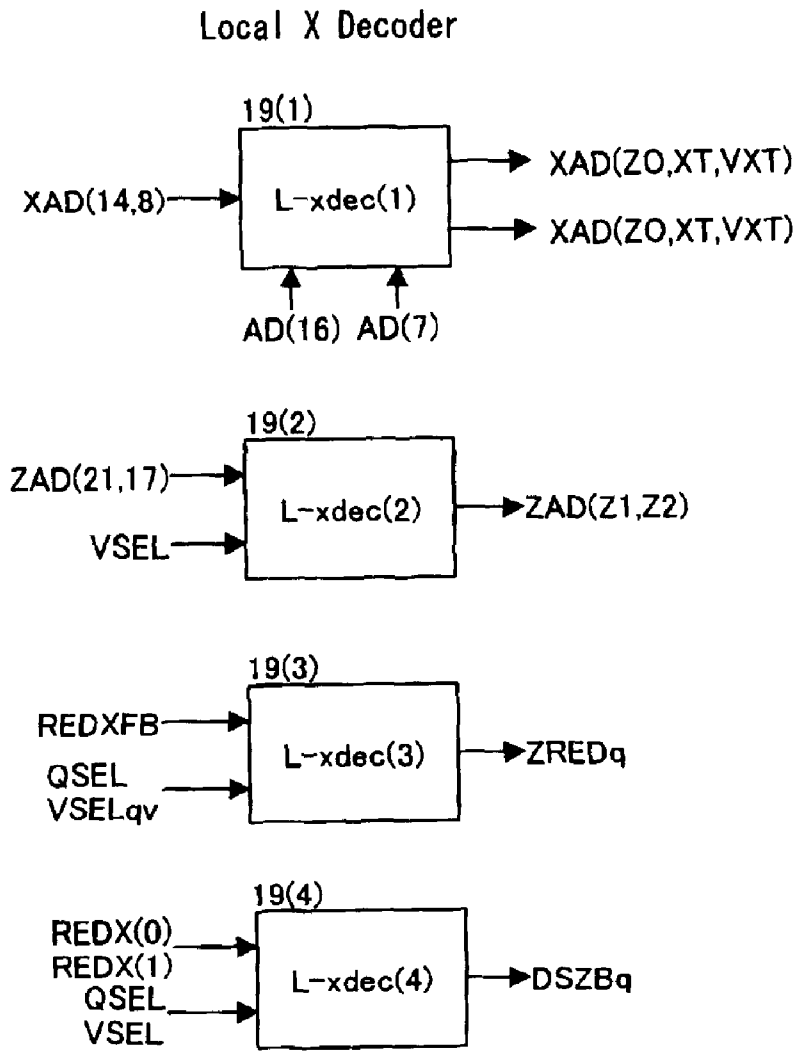 Local X Decoder
19(1)
XAD(14,8)
L-xdec(1)
XAD(ZO,XT,VXT)
XAD(ZO,XT,VXT)
AD(16) AD(7)
19(2)
ZAD(21,17)
VSEL
L-xdec(2)
ZAD(Z1,Z2)
19(3)
REDXFB
QSEL
VSELqv
L-xdec(3)
ZREDq
19(4)
REDX(0)
REDX(1)
QSEL
VSEL
L-xdec(4)
DSZBq